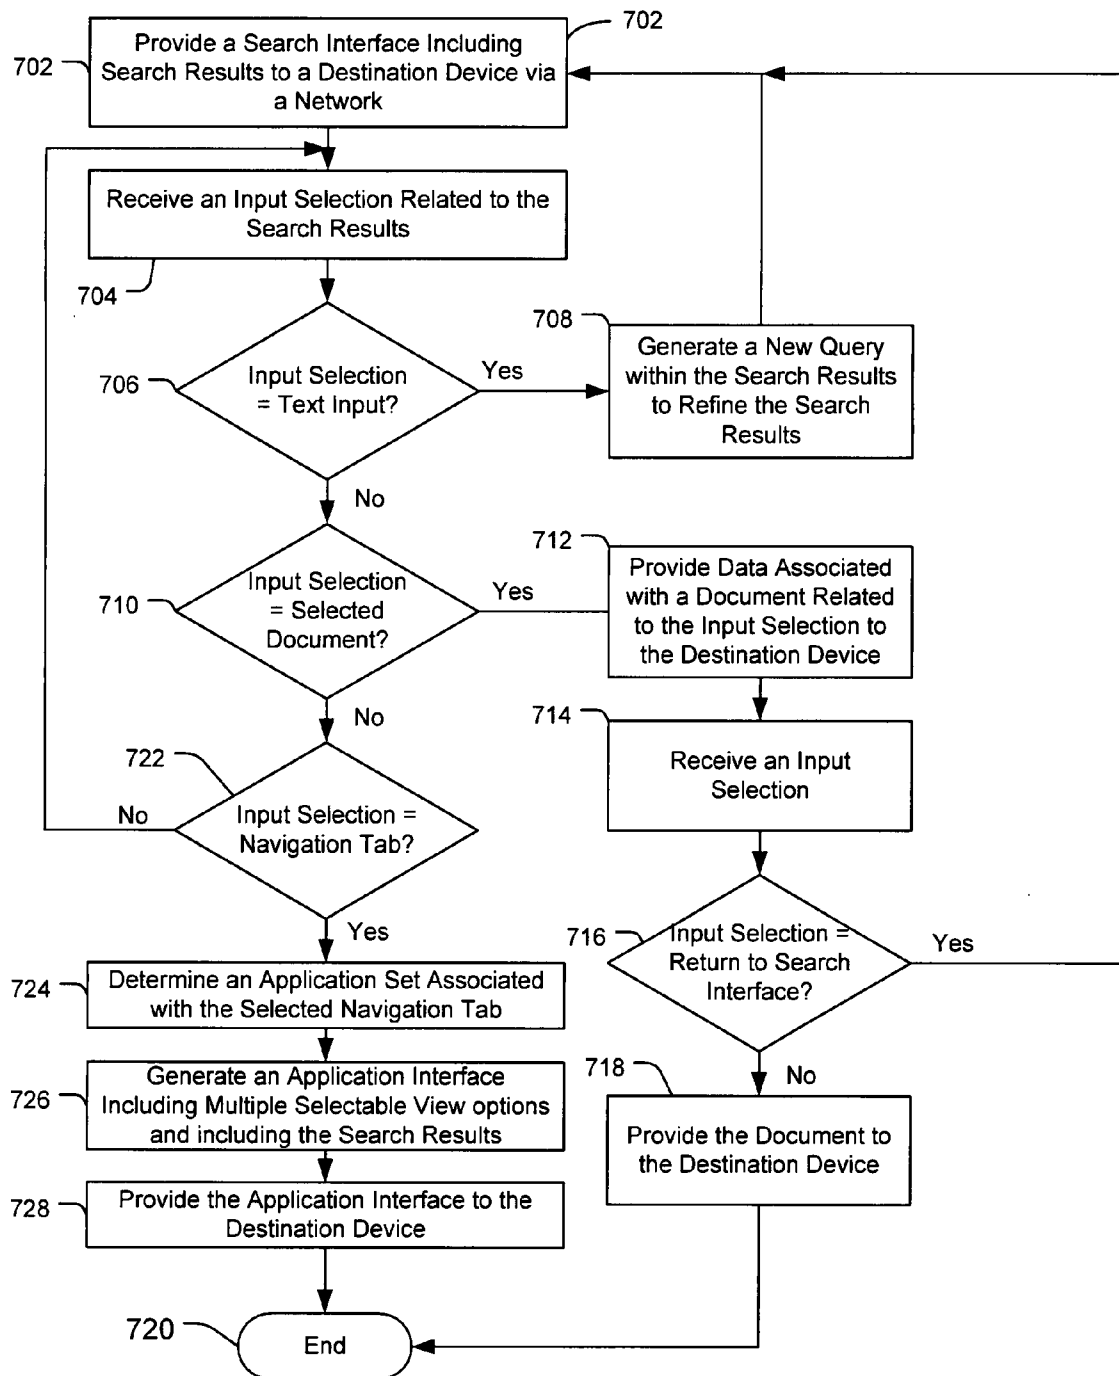 702
702
Provide a Search Interface Including
Search Results to a Destination Device via
a Network
Receive an Input Selection Related to the
Search Results
704
706
Input Selection
= Text Input?
Yes
708
Generate a New Query
within the Search Results
to Refine the Search
Results
No
710
Input Selection
= Selected
Document?
Yes
712
Provide Data Associated
with a Document Related
to the Input Selection to
the Destination Device
No
714
Receive an Input
Selection
722
No
Input Selection =
Navigation Tab?
Yes
716
Input Selection =
Return to Search
Interface?
Yes
724
Determine an Application Set Associated
with the Selected Navigation Tab
No
726
Generate an Application Interface
Including Multiple Selectable View options
and including the Search Results
718
Provide the Document to
the Destination Device
728
Provide the Application Interface to the
Destination Device
720
End